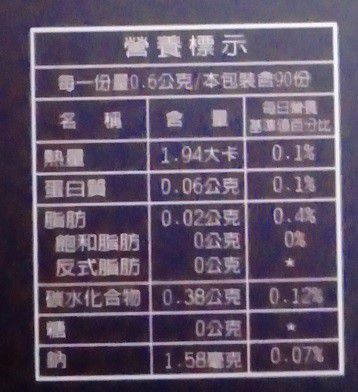 營養標示
每一份量0.6公克/本包裝含90份
名 稱 含 量 每日營養基準值百分比
熱量 1.94大卡 0.1%
蛋白質 0.06公克 0.1%
脂肪 0.02公克 0.4%
飽和脂肪 0公克 0%
反式脂肪 0公克 *
碳水化合物 0.38公克 0.12%
糖 0公克 *
鈉 1.58毫克 0.07%